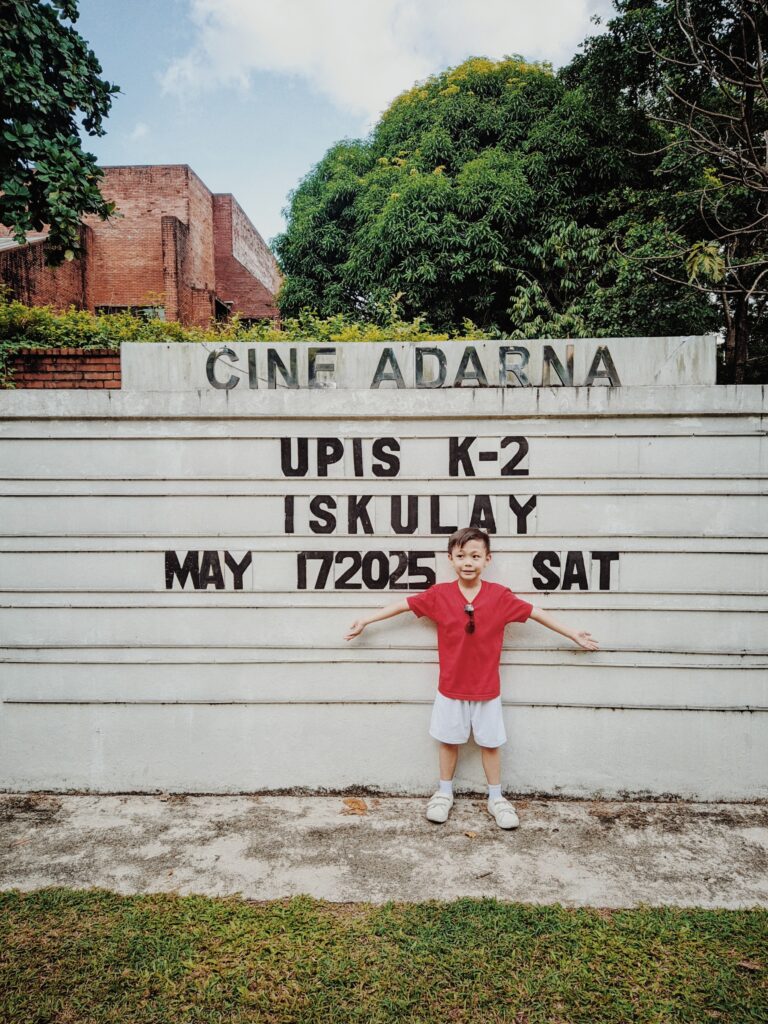 CINE ADARNA
UPIS K-2
ISKULAY
MAY 172025 SAT